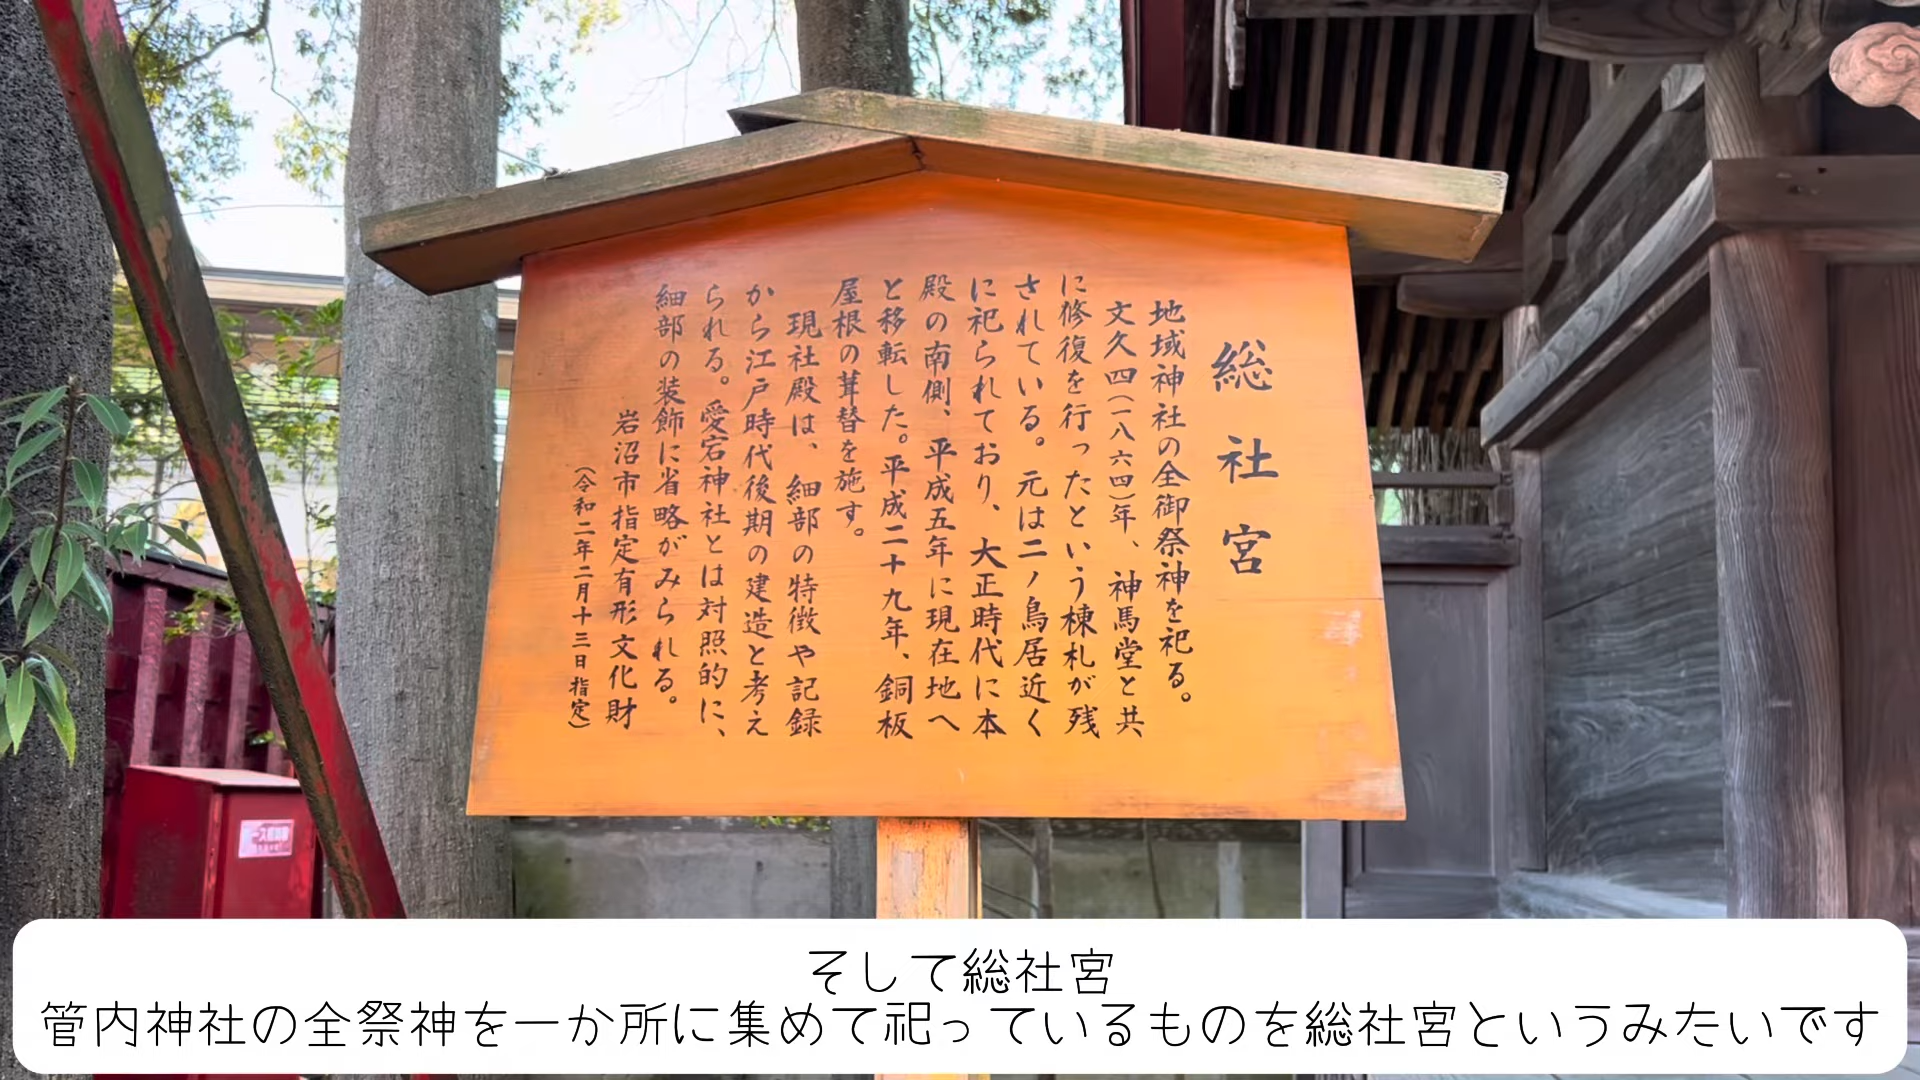 総社宮
地域神社の全御祭神を祀る。
文久四(一八六四)年、神馬堂と共
に修復を行ったという棟札が残
されている。元は二ノ鳥居近く
に祀られており、大正時代に本
殿の南側、平成五年に現在地へ
と移転した。平成二十九年、銅板
屋根の葺替を施す。
現社殿は、細部の特徴や記録
から江戸時代後期の建造と考え
られる。愛宕神社とは対照的に、
細部の装飾に省略がみられる。
岩沼市指定有形文化財
(令和二年二月十三日指定)
そして総社宮
管内神社の全祭神を一か所に集めて祀っているものを総社宮というみたいです